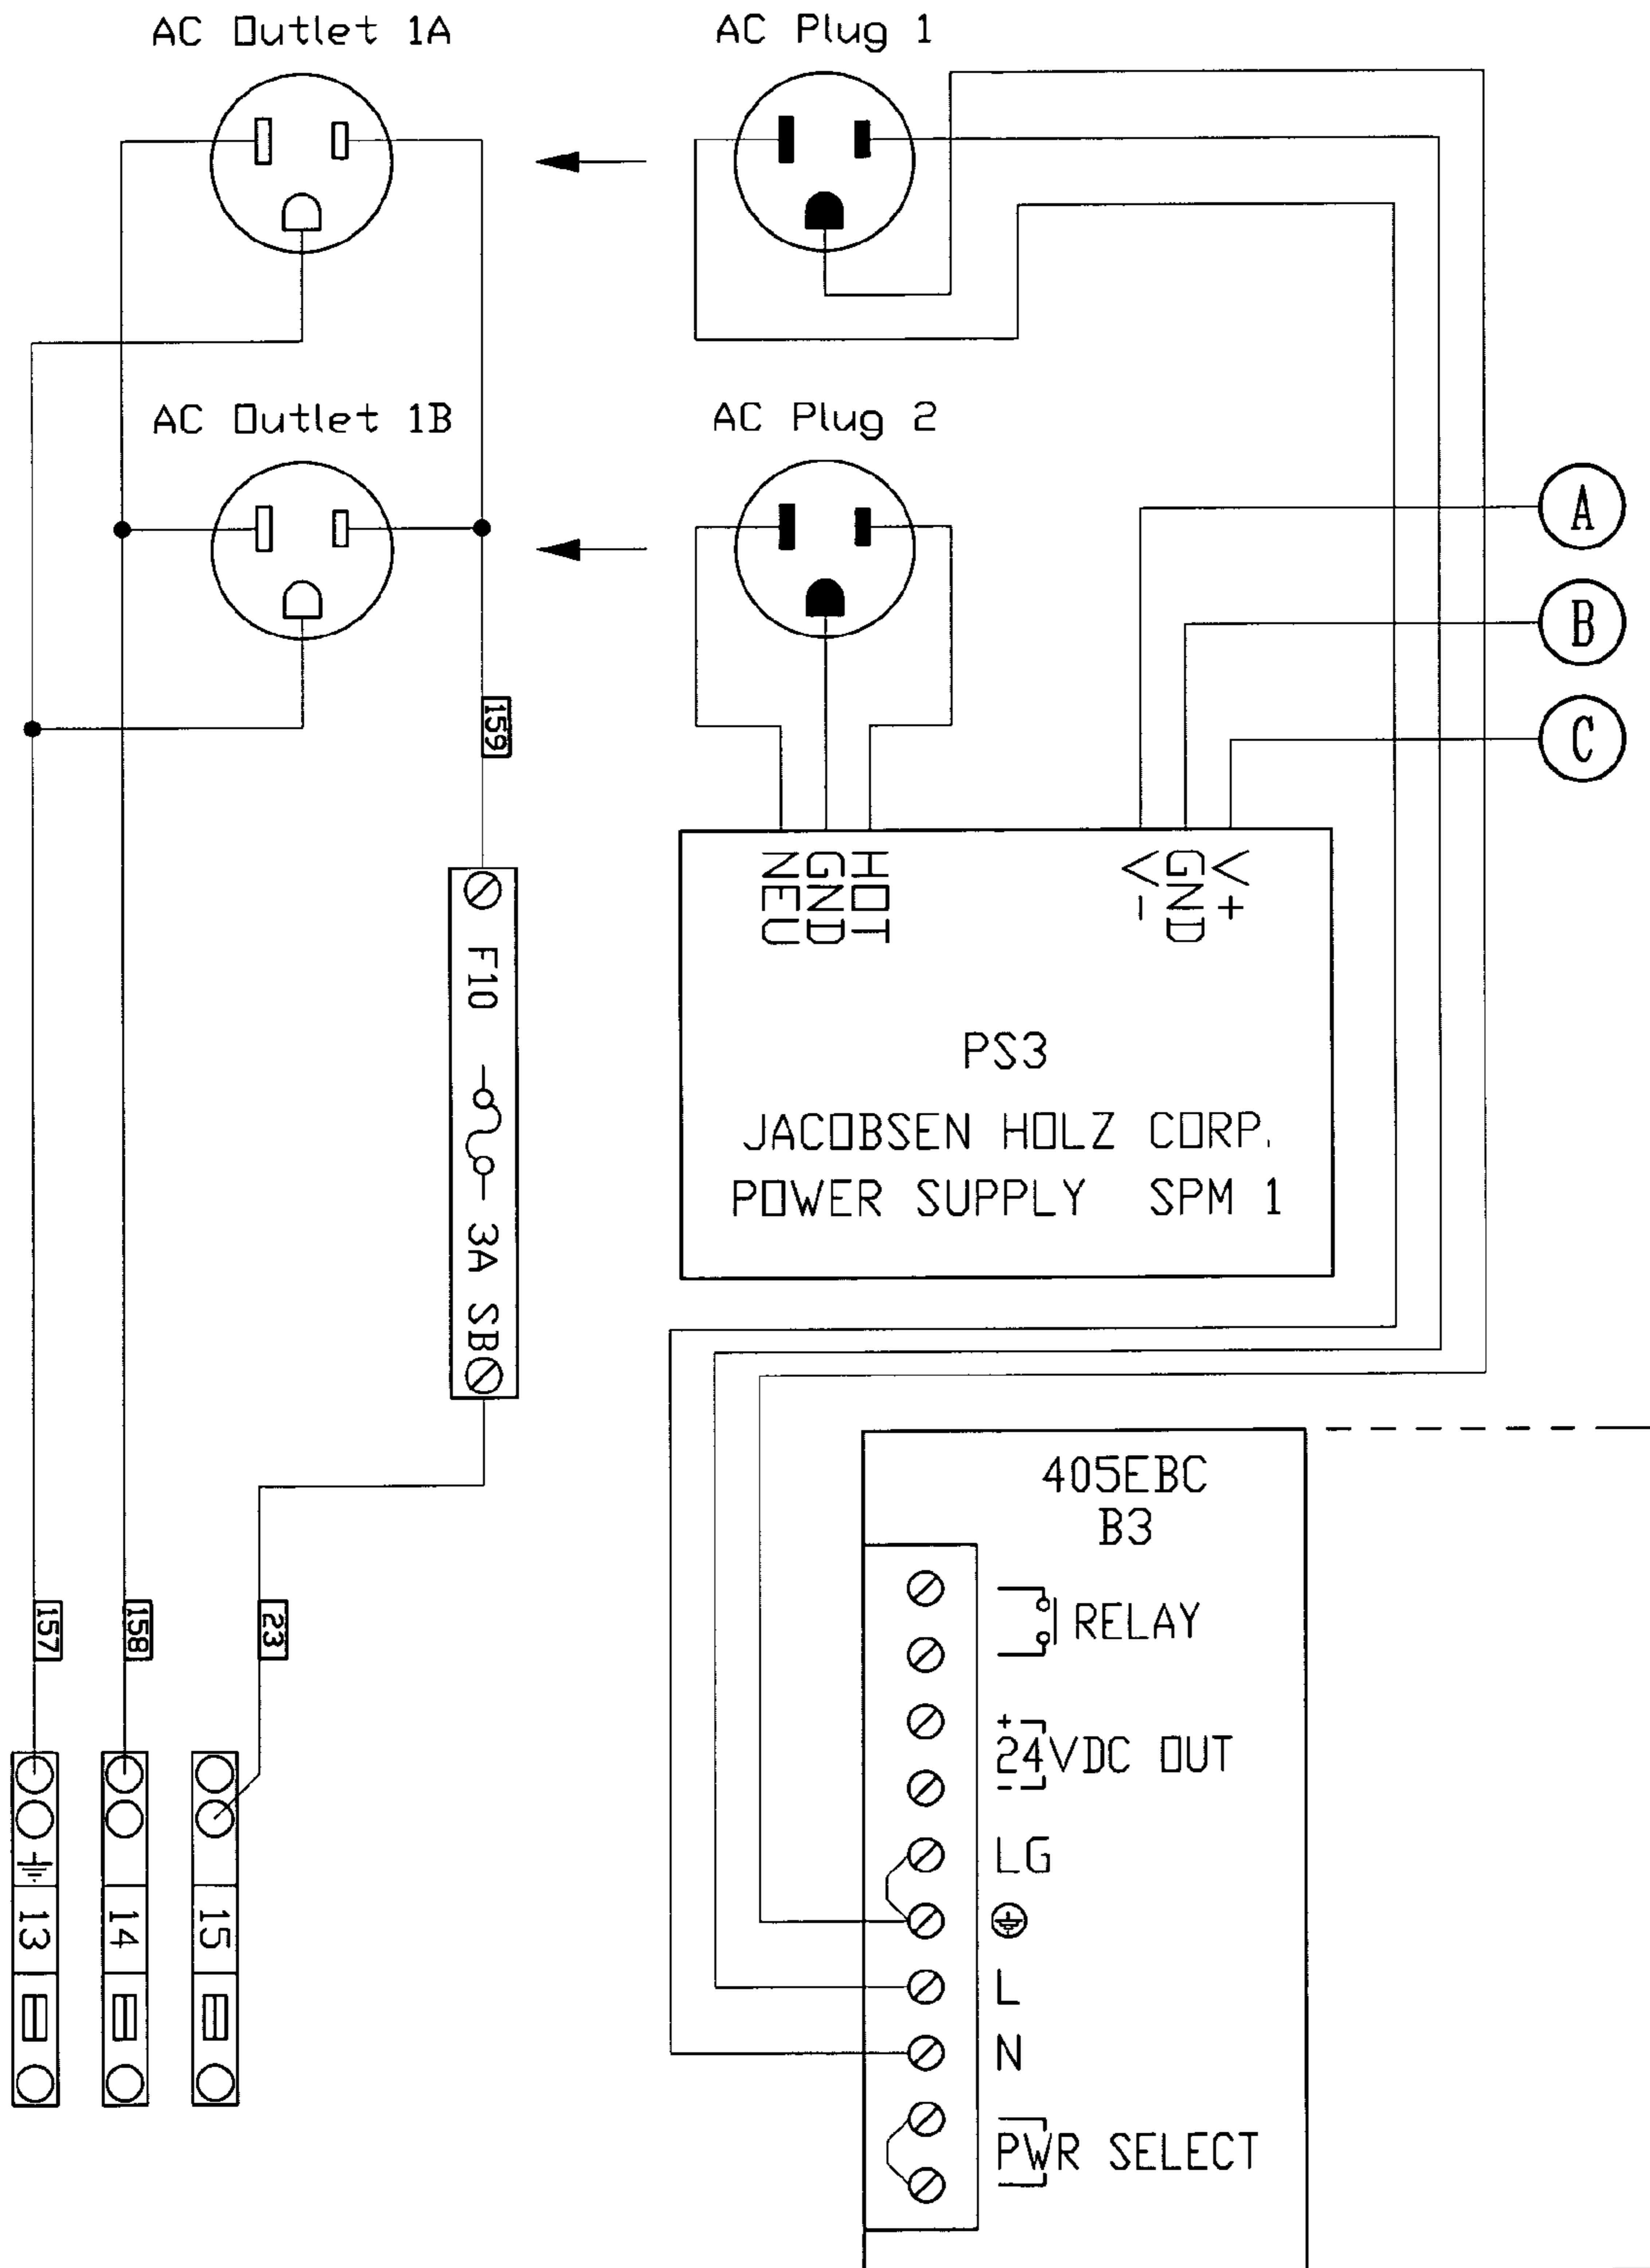 AC Outlet 1A
AC Plug 1
AC Outlet 1B
AC Plug 2
A
B
C
159
NEU
GND
HOT
V-
GND
V+
F10
3A SB
PS3
JACOBSEN HOLZ CORP.
POWER SUPPLY SPM 1
405EBC
B3
RELAY
+
24VDC OUT
-
LG
L
N
PWR SELECT
157
158
23
13
14
15